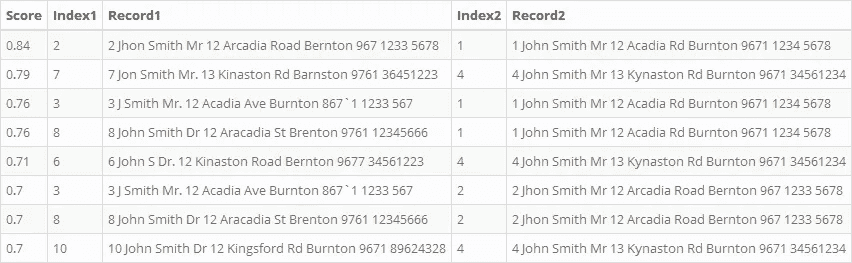 Score Index1 Record1 Index2 Record2
0.84 2 2 Jhon Smith Mr 12 Arcadia Road Bernton 967 1233 5678 1 1 John Smith Mr 12 Acadia Rd Burnton 9671 1234 5678
0.79 7 7 Jon Smith Mr. 13 Kinaston Rd Barnston 9761 36451223 4 4 John Smith Mr 13 Kynaston Rd Burnton 9671 34561234
0.76 3 3 J Smith Mr. 12 Acadia Ave Burnton 867`1 1233 567 1 1 John Smith Mr 12 Acadia Rd Burnton 9671 1234 5678
0.76 8 8 John Smith Dr 12 Aracadia St Brenton 9761 12345666 1 1 John Smith Mr 12 Acadia Rd Burnton 9671 1234 5678
0.71 6 6 John S Dr. 12 Kinaston Road Bernton 9677 34561223 4 4 John Smith Mr 13 Kynaston Rd Burnton 9671 34561234
0.7 3 3 J Smith Mr. 12 Acadia Ave Burnton 867`1 1233 567 2 2 Jhon Smith Mr 12 Arcadia Road Bernton 967 1233 5678
0.7 8 8 John Smith Dr 12 Aracadia St Brenton 9761 12345666 2 2 Jhon Smith Mr 12 Arcadia Road Bernton 967 1233 5678
0.7 10 10 John Smith Dr 12 Kingsford Rd Burnton 9671 89624328 4 4 John Smith Mr 13 Kynaston Rd Burnton 9671 34561234